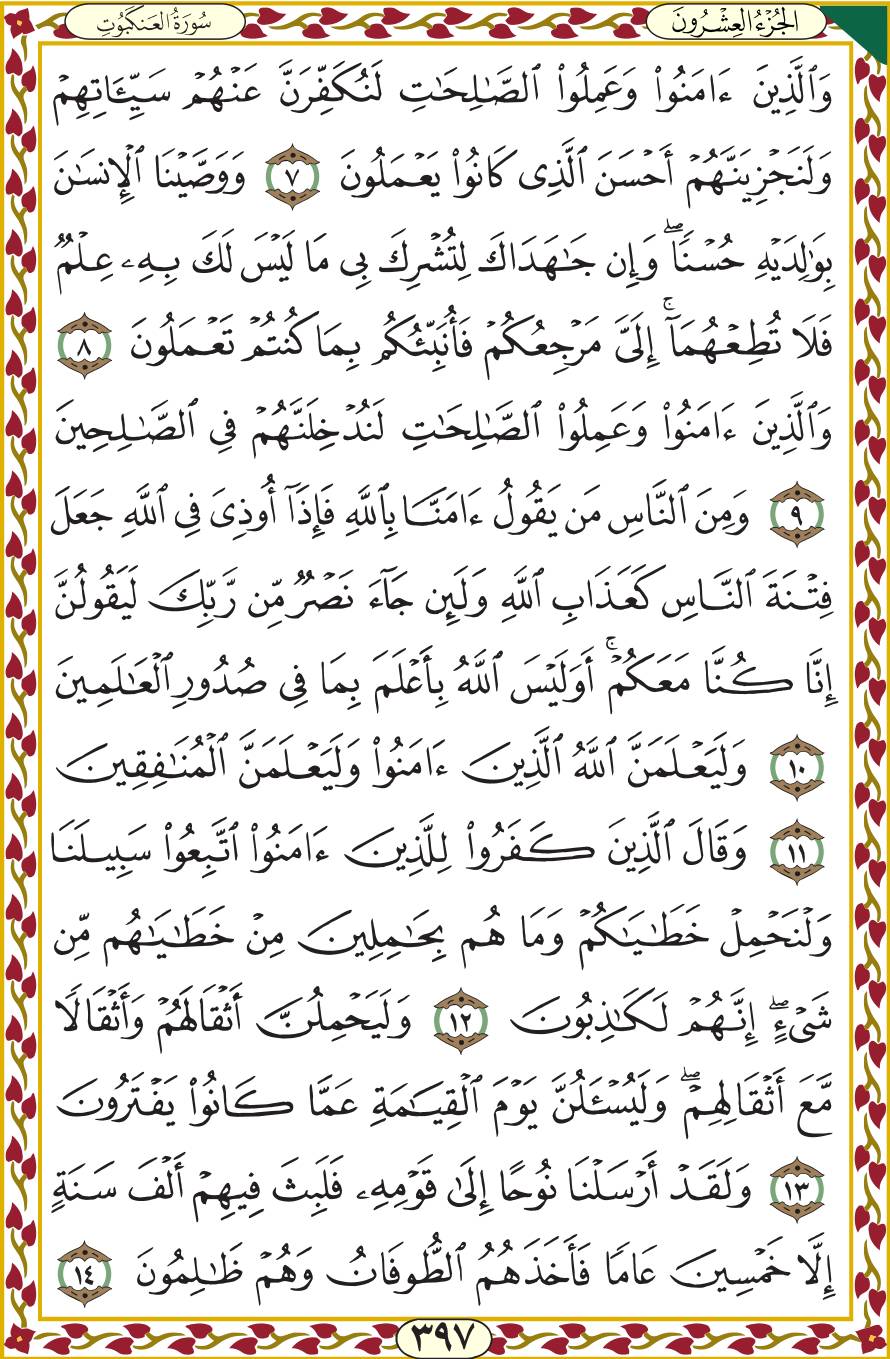 الجُزْءُ العِشْرُونَ
سُورَةُ العَنكَبُوتِ
وَٱلَّذِينَ ءَامَنُوا۟ وَعَمِلُوا۟ ٱلصَّـٰلِحَـٰتِ لَنُكَفِّرَنَّ عَنْهُمْ سَيِّـَٔاتِهِمْ
وَلَنَجْزِيَنَّهُمْ أَحْسَنَ ٱلَّذِى كَانُوا۟ يَعْمَلُونَ ٧ وَوَصَّيْنَا ٱلْإِنسَـٰنَ
بِوَٰلِدَيْهِ حُسْنًا ۖ وَإِن جَـٰهَدَاكَ لِتُشْرِكَ بِى مَا لَيْسَ لَكَ بِهِۦ عِلْمٌ
فَلَا تُطِعْهُمَآ ۚ إِلَىَّ مَرْجِعُكُمْ فَأُنَبِّئُكُم بِمَا كُنتُمْ تَعْمَلُونَ ٨
وَٱلَّذِينَ ءَامَنُوا۟ وَعَمِلُوا۟ ٱلصَّـٰلِحَـٰتِ لَنُدْخِلَنَّهُمْ فِى ٱلصَّـٰلِحِينَ
٩ وَمِنَ ٱلنَّاسِ مَن يَقُولُ ءَامَنَّا بِٱللَّهِ فَإِذَآ أُوذِىَ فِى ٱللَّهِ جَعَلَ
فِتْنَةَ ٱلنَّاسِ كَعَذَابِ ٱللَّهِ وَلَئِن جَآءَ نَصْرٌ مِّن رَّبِّكَ لَيَقُولُنَّ
إِنَّا كُنَّا مَعَكُمْ ۚ أَوَلَيْسَ ٱللَّهُ بِأَعْلَمَ بِمَا فِى صُدُورِ ٱلْعَـٰلَمِينَ
١٠ وَلَيَعْلَمَنَّ ٱللَّهُ ٱلَّذِينَ ءَامَنُوا۟ وَلَيَعْلَمَنَّ ٱلْمُنَـٰفِقِينَ
١١ وَقَالَ ٱلَّذِينَ كَفَرُوا۟ لِلَّذِينَ ءَامَنُوا۟ ٱتَّبِعُوا۟ سَبِيلَنَا
وَلْنَحْمِلْ خَطَـٰيَـٰكُمْ وَمَا هُم بِحَـٰمِلِينَ مِنْ خَطَـٰيَـٰهُم مِّن
شَىْءٍ ۖ إِنَّهُمْ لَكَـٰذِبُونَ ١٢ وَلَيَحْمِلُنَّ أَثْقَالَهُمْ وَأَثْقَالًا
مَّعَ أَثْقَالِهِمْ ۖ وَلَيُسْـَٔلُنَّ يَوْمَ ٱلْقِيَـٰمَةِ عَمَّا كَانُوا۟ يَفْتَرُونَ
١٣ وَلَقَدْ أَرْسَلْنَا نُوحًا إِلَىٰ قَوْمِهِۦ فَلَبِثَ فِيهِمْ أَلْفَ سَنَةٍ
إِلَّا خَمْسِينَ عَامًا فَأَخَذَهُمُ ٱلطُّوفَانُ وَهُمْ ظَـٰلِمُونَ ١٤
٣٩٧